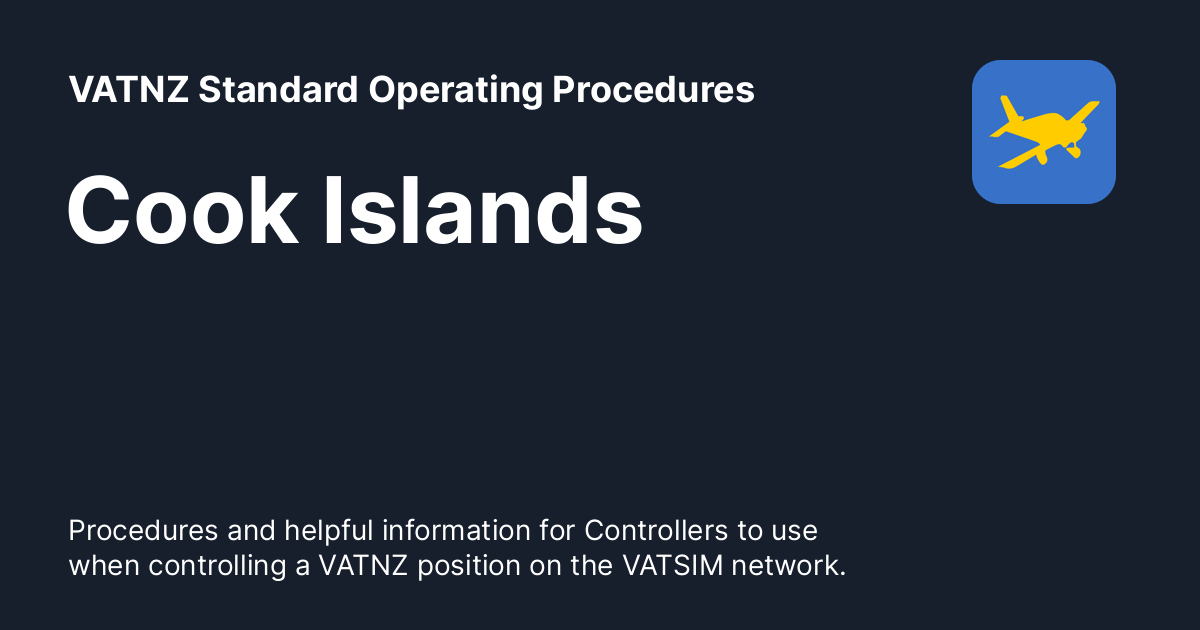 VATNZ Standard Operating Procedures
Cook Islands
Procedures and helpful information for Controllers to use
when controlling a VATNZ position on the VATSIM network.